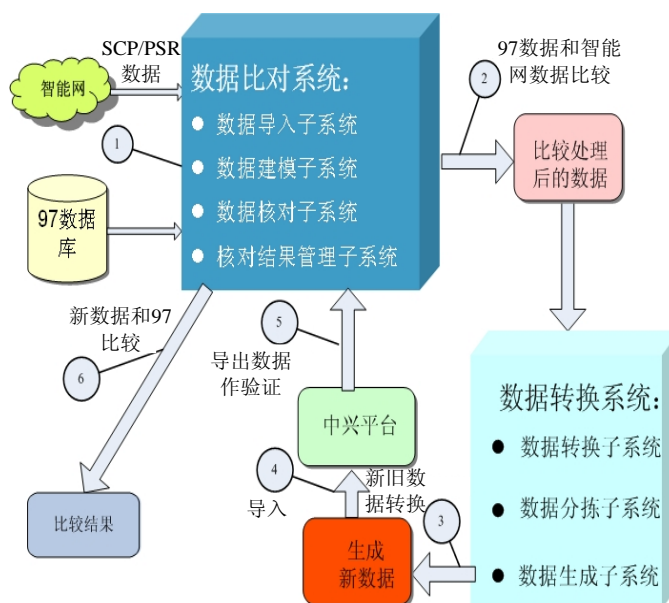 SCP/PSR
数据
智能网
97数据
库
数据比对系统：
● 数据导入子系统
● 数据建模子系统
● 数据核对子系统
● 核对结果管理子系统
1
97数据和智能
网数据比较
2
比较处理
后的数据
数据转换系统：
● 数据转换子系统
● 数据分拣子系统
● 数据生成子系统
3
新旧数
据转换
生成
新数据
4
导入
中兴平台
5
导出数据
作验证
新数据和97
比较
6
比较结果